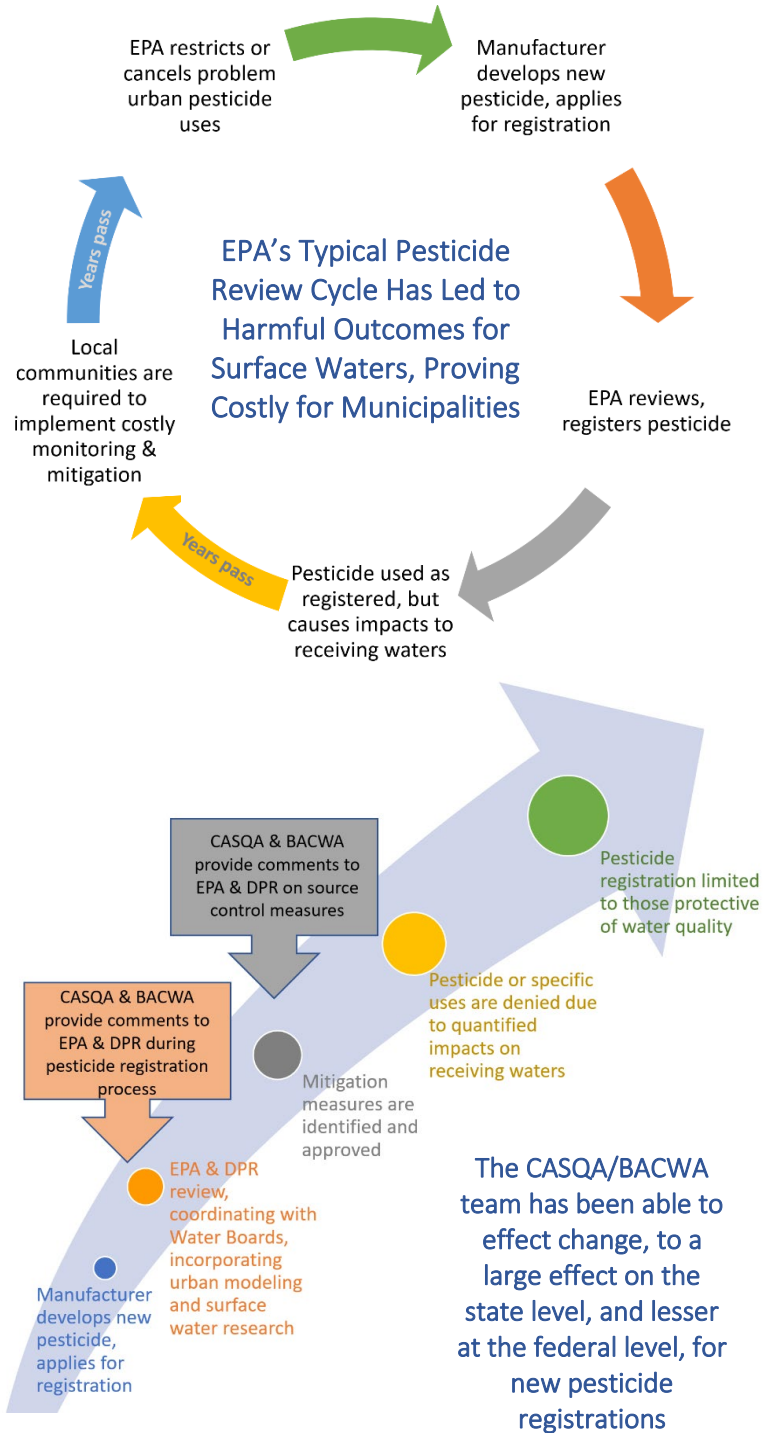 EPA restricts or
cancels problem
urban pesticide
uses
Manufacturer
develops new
pesticide, applies
for registration
Years pass
EPA's Typical Pesticide
Review Cycle Has Led to
Harmful Outcomes for
Surface Waters, Proving
Costly for Municipalities
Local
communities are
required to
implement costly
monitoring &
mitigation
EPA reviews,
registers pesticide
Years pass
Pesticide used as
registered, but
causes impacts to
receiving waters
CASQA & BACWA
provide comments to
EPA & DPR on source
control measures
Pesticide
registration limited
to those protective
of water quality
CASQA & BACWA
provide comments to
EPA & DPR during
pesticide registration
process
Pesticide or specific
uses are denied due
to quantified
impacts on
receiving waters
Mitigation
measures are
identified and
approved
EPA & DPR
review,
coordinating with
Water Boards,
incorporating
urban modeling
and surface
water research
Manufacturer
develops new
pesticide,
applies for
registration
The CASQA/BACWA
team has been able to
effect change, to a
large effect on the
state level, and lesser
at the federal level, for
new pesticide
registrations